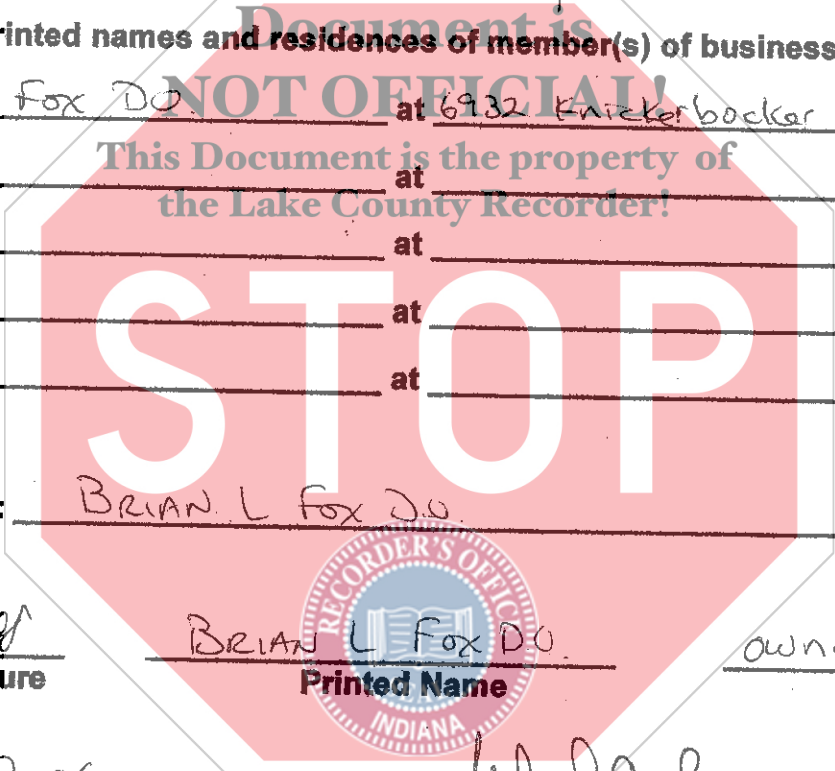 Document is
rinted names and residences of member(s) of business
NOT OFFICIAL!
Fox DO. at 6932 Knickerbocker
This Document is the property of
at
the Lake County Recorder!
at
at
at
STOP
: BRIAN L Fox D.O.
RECORDER'S OFFICE
BRIAN L Fox DO. own
ure Printed Name
INDIANA